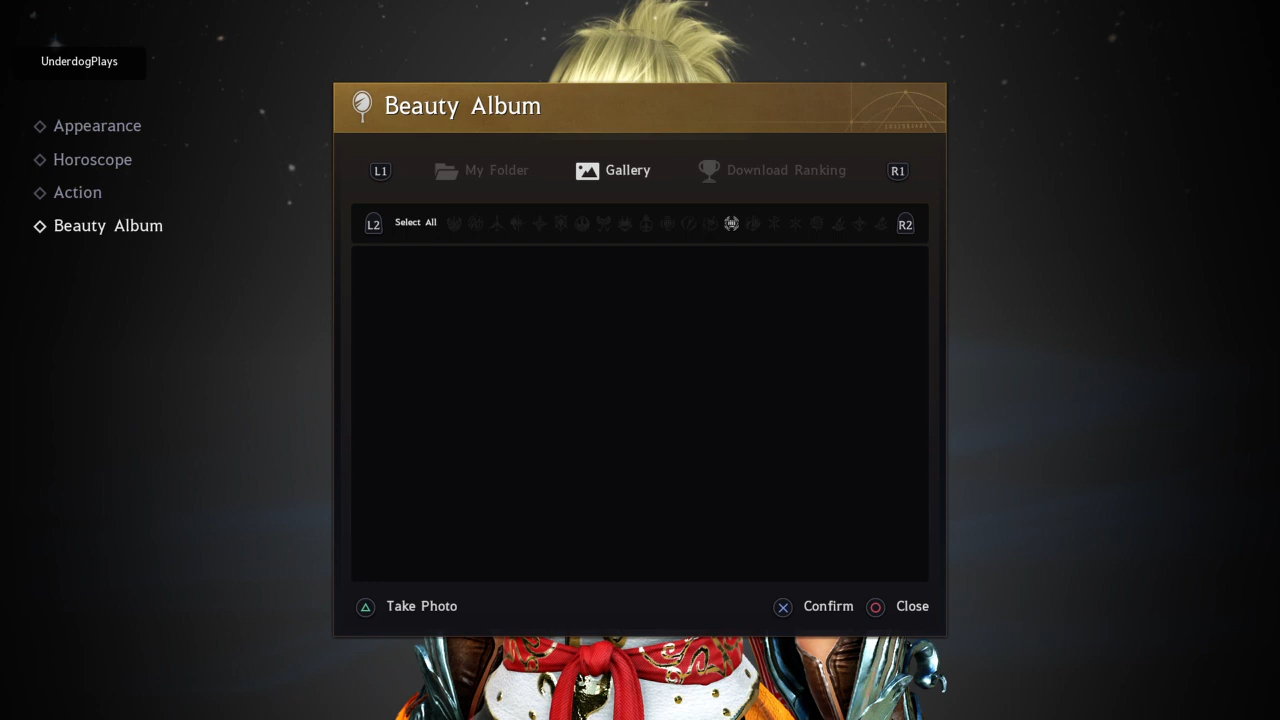 UnderdogPlays
Appearance
Horoscope
Action
Beauty Album
Beauty Album
L1 My Folder Gallery Download Ranking R1
L2 Select All R2
Take Photo Confirm Close